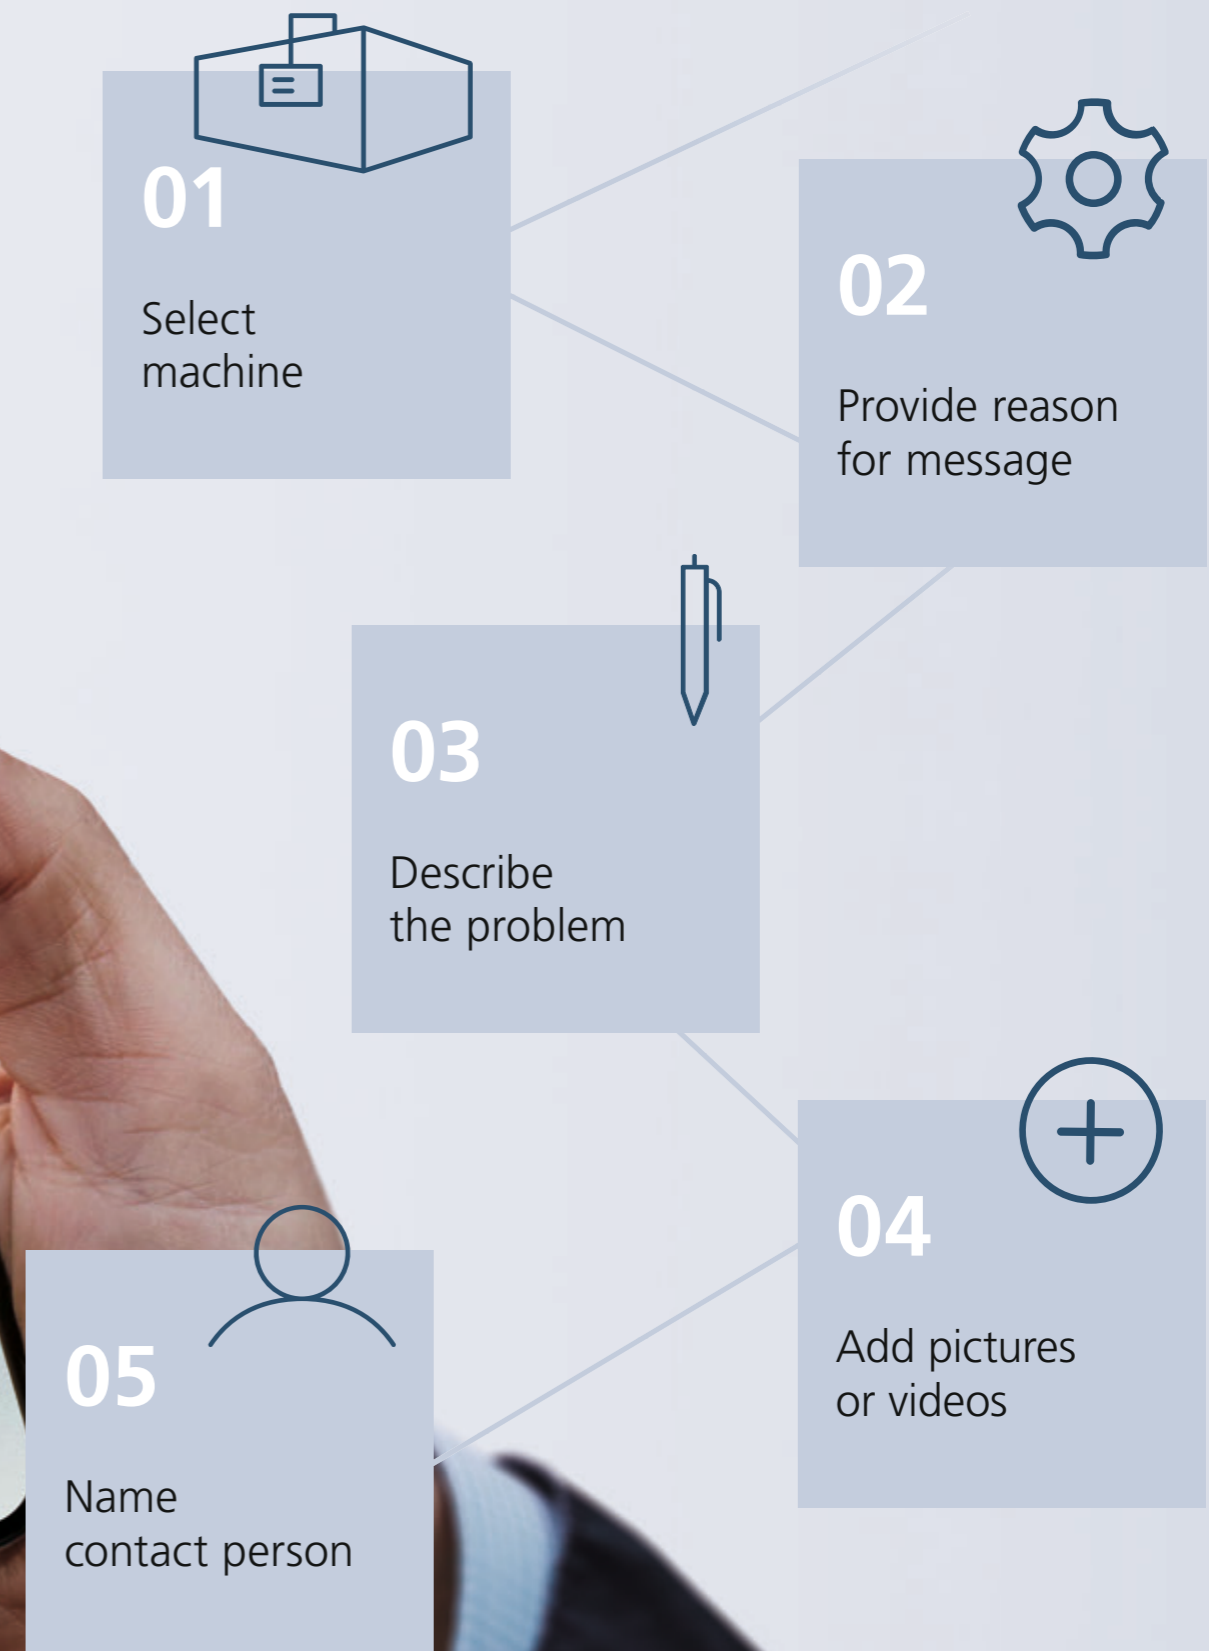 01
Select
machine
02
Provide reason
for message
03
Describe
the problem
04
Add pictures
or videos
05
Name
contact person